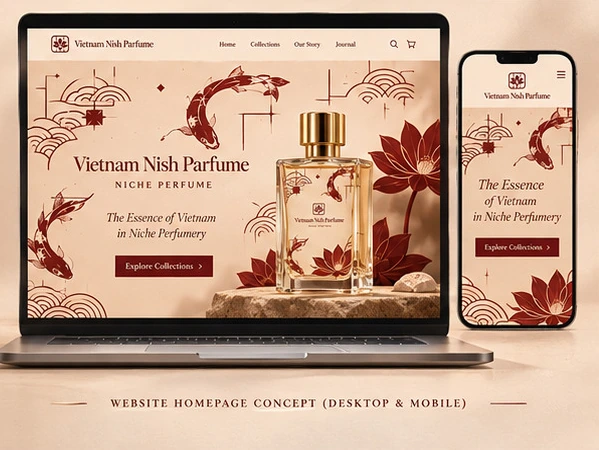 Vietnam Nish Parfume
Home Collections Our Story Journal
Vietnam Nish Parfume
NICHE PERFUME
The Essence of Vietnam
in Niche Perfumery
Explore Collections >
Vietnam Nish Parfume
Vietnam Nish Parfume
The Essence
of Vietnam
in Niche Perfumery
Explore Collections >
WEBSITE HOMEPAGE CONCEPT (DESKTOP & MOBILE)